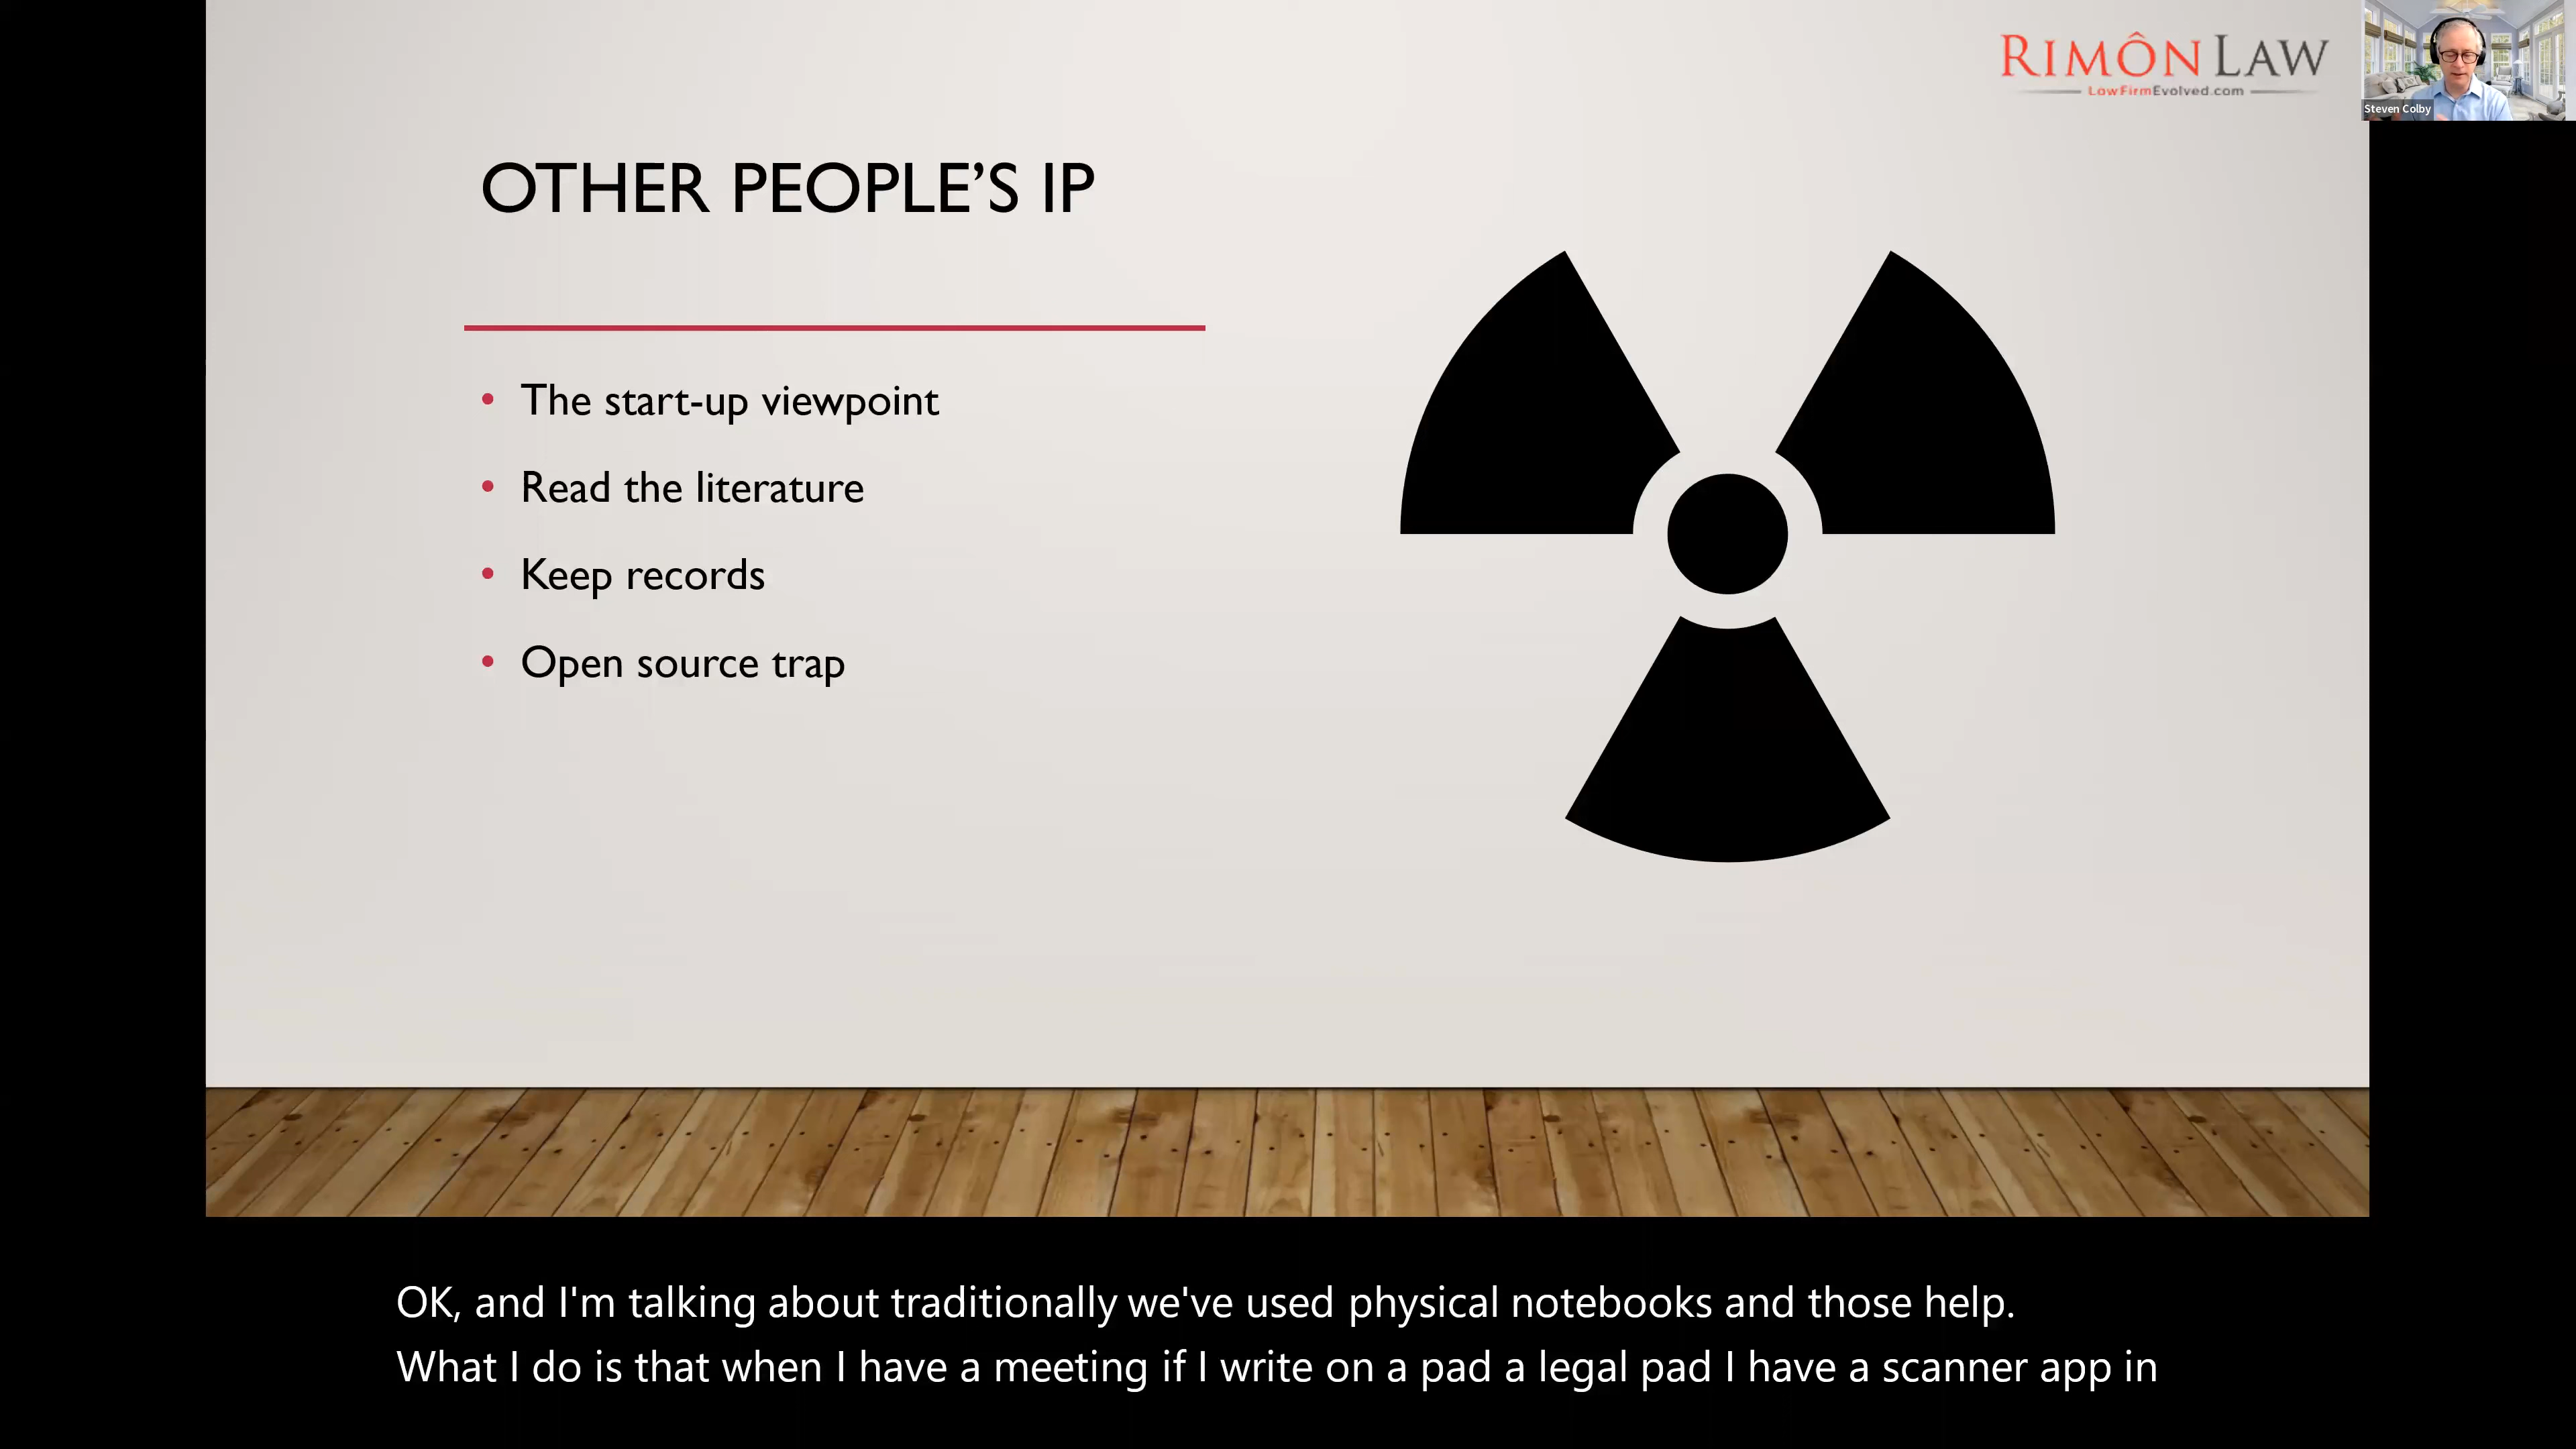 RIMÔN LAW
LawFirmEvolved.com
Steven Colby
OTHER PEOPLE'S IP
• The start-up viewpoint
• Read the literature
• Keep records
• Open source trap
OK, and I'm talking about traditionally we've used physical notebooks and those help.
What I do is that when I have a meeting if I write on a pad a legal pad I have a scanner app in